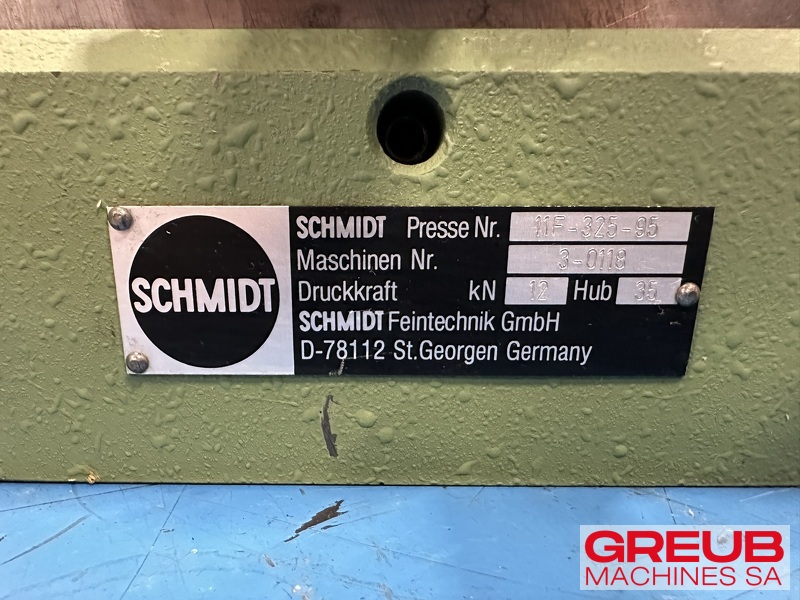 SCHMIDT
SCHMIDT Presse Nr. 11F-325-95
Maschinen Nr. 3-0118
Druckkraft kN 12 Hub 35
SCHMIDT Feintechnik GmbH
D-78112 St.Georgen Germany
GREUB
MACHINES SA